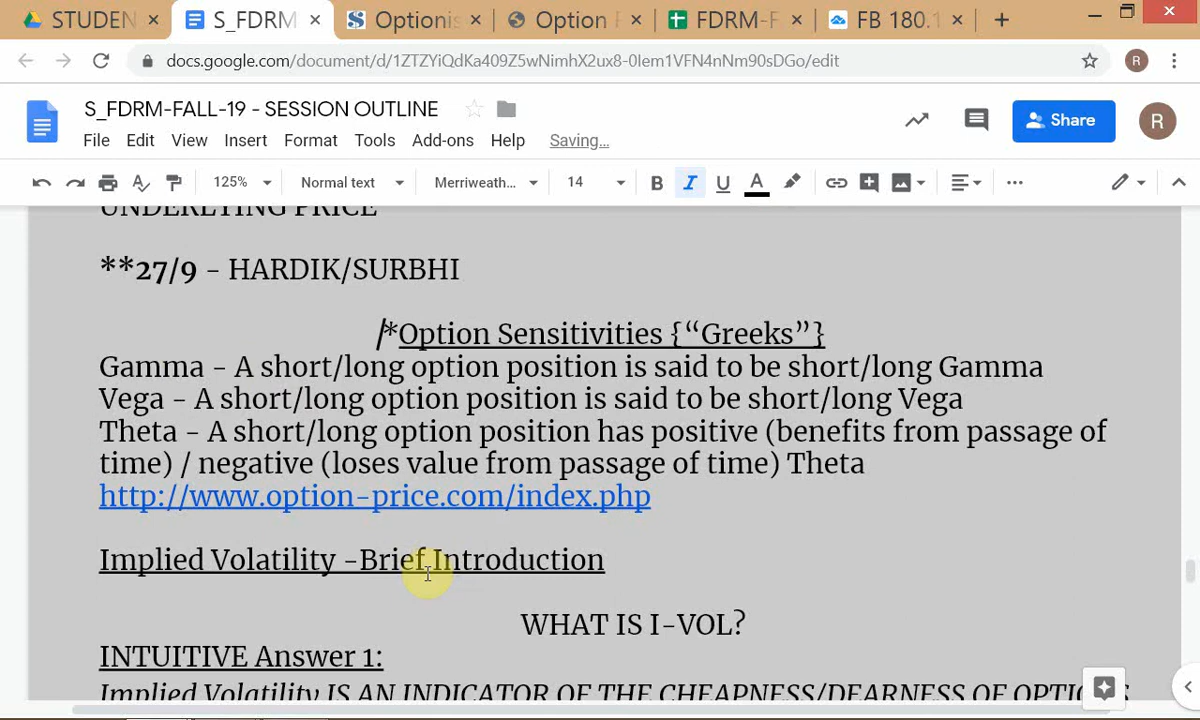 STUDEN
S_FDRM
Optionis
Option
FDRM-F
FB 180.1
docs.google.com/document/d/1ZTZYiQdKa409Z5wNimhX2ux8-0Iem1VFN4nNm90sDGo/edit
R
S_FDRM-FALL-19 - SESSION OUTLINE
Share
R
File Edit View Insert Format Tools Add-ons Help Saving...
125% Normal text Merriweath... 14 B I U A
UNDERLYING PRICE
**27/9 - HARDIK/SURBHI
/*Option Sensitivities {“Greeks”}
Gamma - A short/long option position is said to be short/long Gamma
Vega - A short/long option position is said to be short/long Vega
Theta - A short/long option position has positive (benefits from passage of
time) / negative (loses value from passage of time) Theta
http://www.option-price.com/index.php
Implied Volatility -Brief Introduction
WHAT IS I-VOL?
INTUITIVE Answer 1:
Implied Volatility IS AN INDICATOR OF THE CHEAPNESS/DEARNESS OF OPTIONS